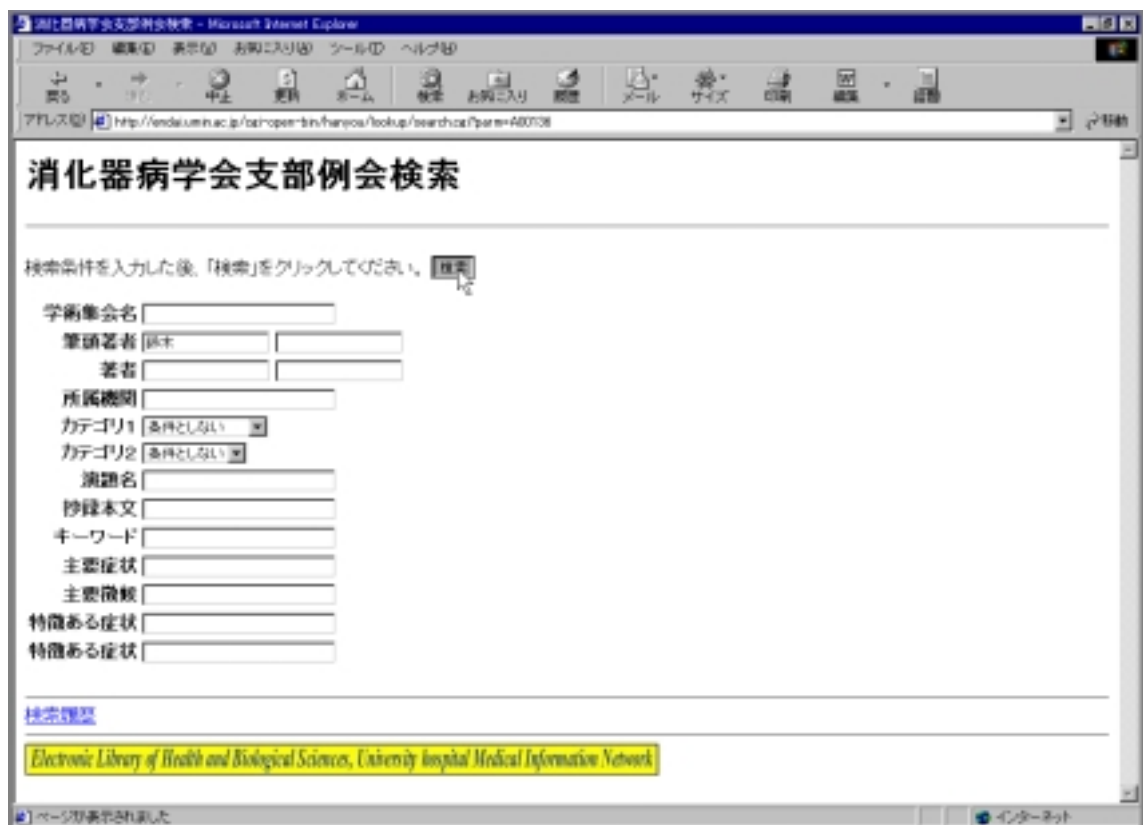 消化器病学会支部例会検索 - Microsoft Internet Explorer
ファイル(F) 編集(E) 表示(V) お気に入り(A) ツール(T) ヘルプ(H)
戻る 中止 更新 ホーム 検索 お気に入り 履歴 メール サイズ 印刷 編集
アドレス(D) 移動
消化器病学会支部例会検索
検索条件を入力した後、「検索」をクリックしてください。 検索
学術集会名
筆頭著者 鈴木
著者
所属機関
カテゴリ1 条件としない
カテゴリ2 条件としない
演題名
抄録本文
キーワード
主要症状
主要徴候
特徴ある症状
特徴ある症状
検索履歴
Electronic Library of Health and Biological Sciences, University hospital Medical Information Network
ページが表示されました インターネット